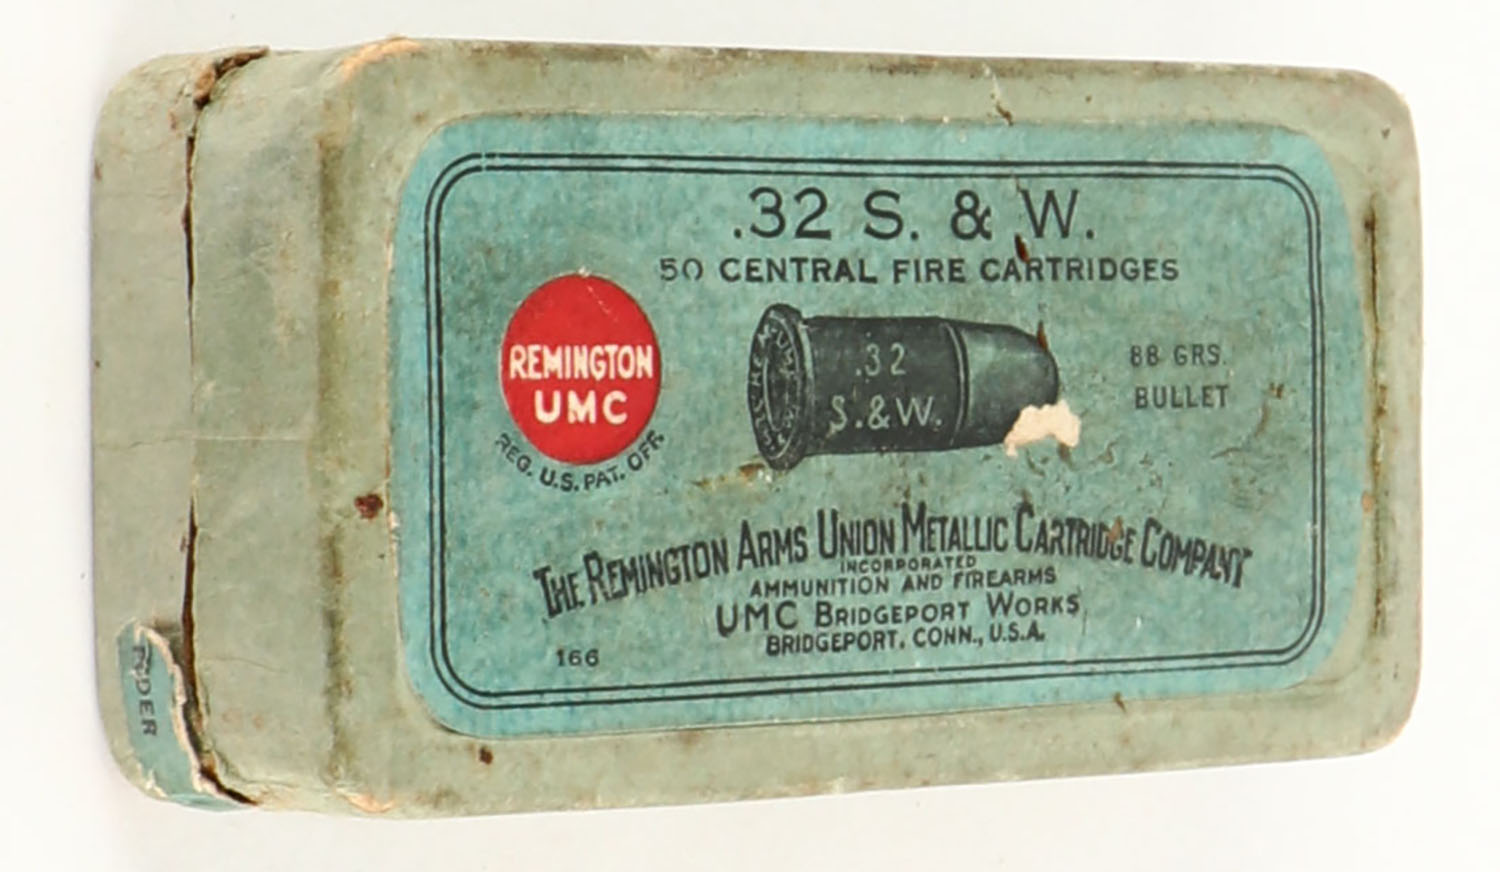 .32 S. & W.
50 CENTRAL FIRE CARTRIDGES
REMINGTON
UMC
REG. U.S. PAT. OFF.
.32
S. & W.
88 GRS.
BULLET
THE REMINGTON ARMS UNION METALLIC CARTRIDGE COMPANY
INCORPORATED
AMMUNITION AND FIREARMS
UMC BRIDGEPORT WORKS
BRIDGEPORT, CONN., U.S.A.
166